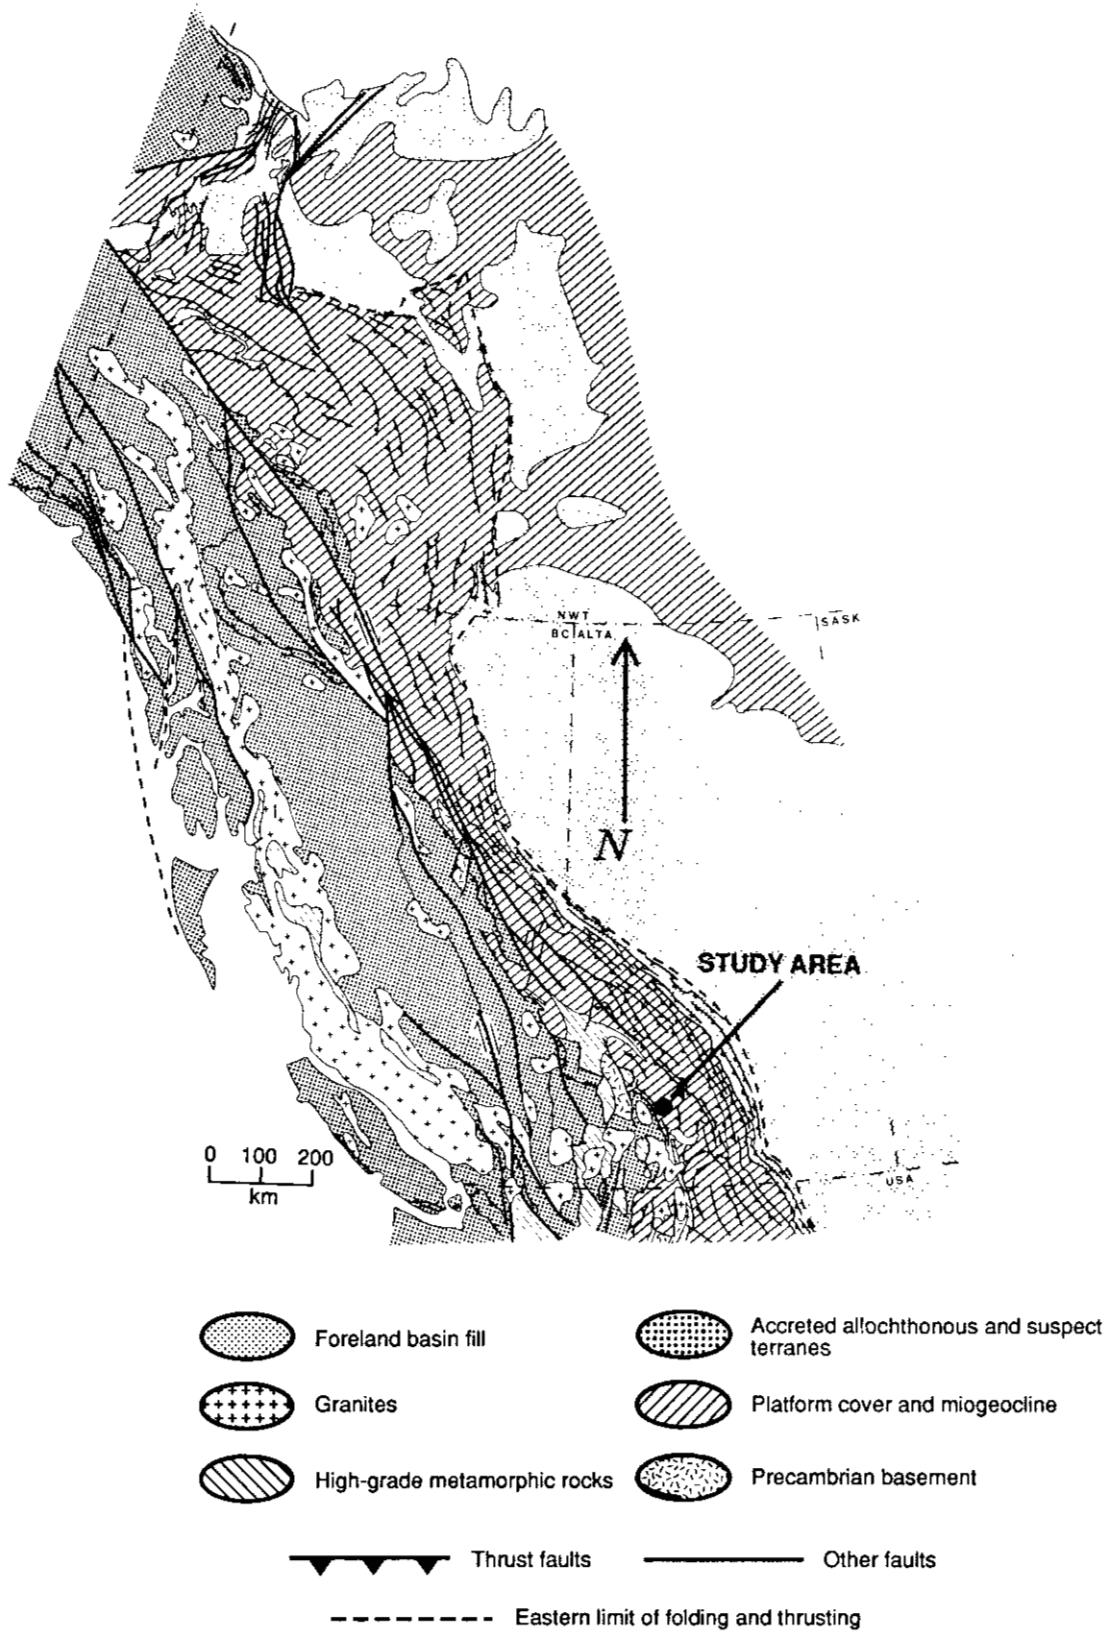 NWT
SASK
BC ALTA
N
STUDY AREA
0 100 200
km
USA
Foreland basin fill
Accreted allochthonous and suspect
terranes
Granites
Platform cover and miogeocline
High-grade metamorphic rocks
Precambrian basement
Thrust faults
Other faults
Eastern limit of folding and thrusting